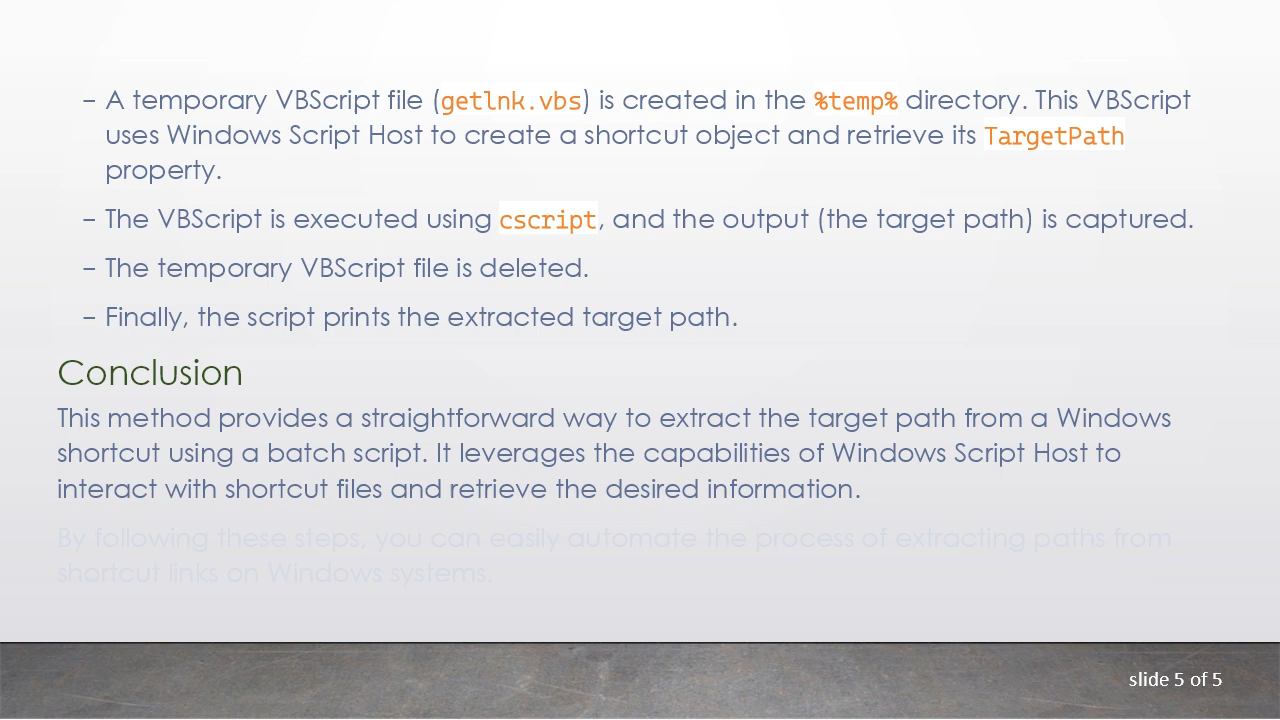 – A temporary VBScript file (getlnk.vbs) is created in the %temp% directory. This VBScript
uses Windows Script Host to create a shortcut object and retrieve its TargetPath
property.
– The VBScript is executed using cscript, and the output (the target path) is captured.
– The temporary VBScript file is deleted.
– Finally, the script prints the extracted target path.
Conclusion
This method provides a straightforward way to extract the target path from a Windows
shortcut using a batch script. It leverages the capabilities of Windows Script Host to
interact with shortcut files and retrieve the desired information.
By following these steps, you can easily automate the process of extracting paths from
shortcut links on Windows systems.
slide 5 of 5